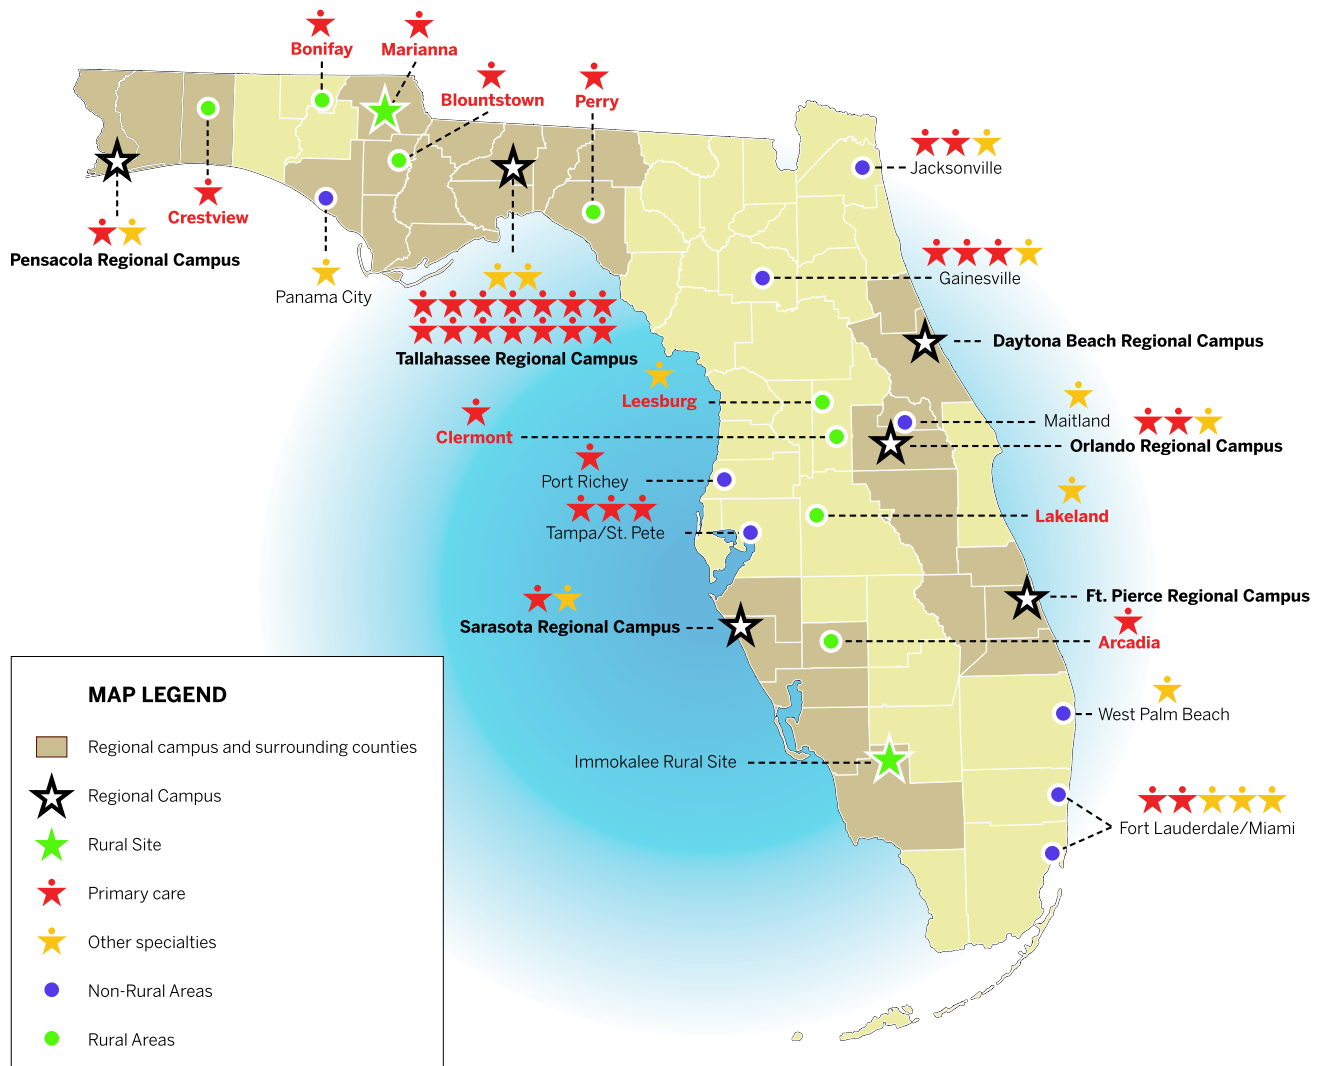 Bonifay
Marianna
Blountstown
Perry
Jacksonville
Crestview
Pensacola Regional Campus
Panama City
Gainesville
Tallahassee Regional Campus
Daytona Beach Regional Campus
Leesburg
Maitland
Clermont
Orlando Regional Campus
Port Richey
Lakeland
Tampa/St. Pete
Ft. Pierce Regional Campus
Sarasota Regional Campus
Arcadia
West Palm Beach
Immokalee Rural Site
Fort Lauderdale/Miami
MAP LEGEND
Regional campus and surrounding counties
Regional Campus
Rural Site
Primary care
Other specialties
Non-Rural Areas
Rural Areas